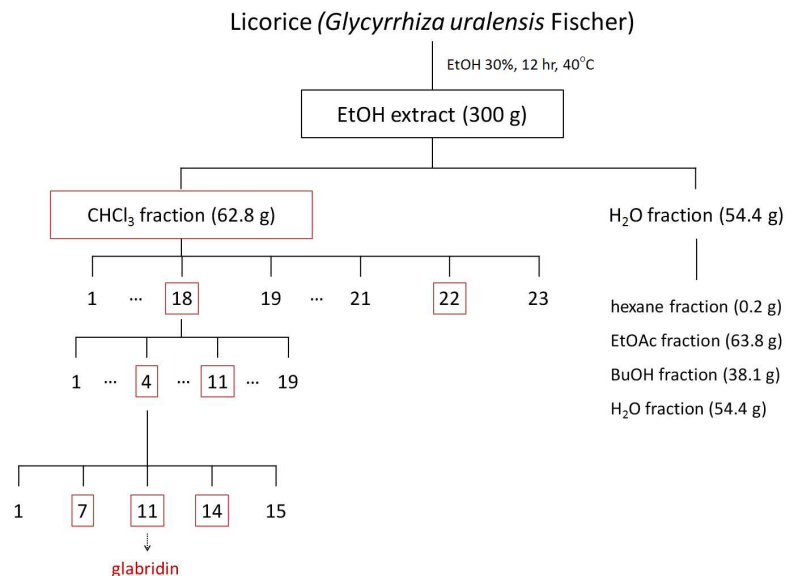 Licorice (Glycyrrhiza uralensis Fischer)
EtOH 30%, 12 hr, 40°C
EtOH extract (300 g)
CHCl₃ fraction (62.8 g)
H₂O fraction (54.4 g)
1 ... 18 19 ... 21 22 23
hexane fraction (0.2 g)
EtOAc fraction (63.8 g)
BuOH fraction (38.1 g)
H₂O fraction (54.4 g)
1 ... 4 ... 11 ... 19
1 7 11 14 15
glabridin